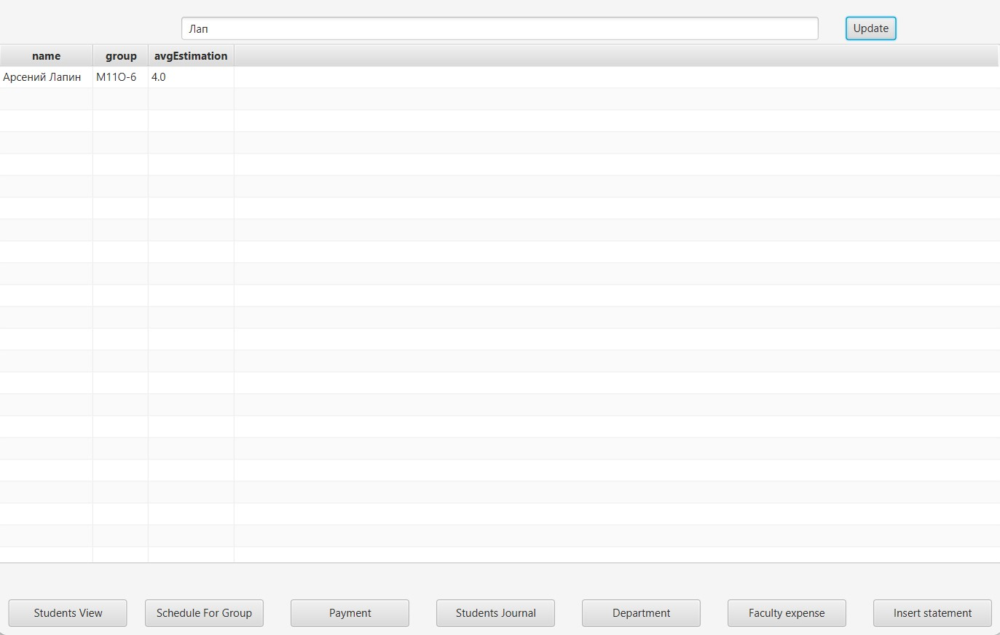 Лап
Update
name group avgEstimation
Арсений Лапин М11О-6 4.0
Students View Schedule For Group Payment Students Journal Department Faculty expense Insert statement